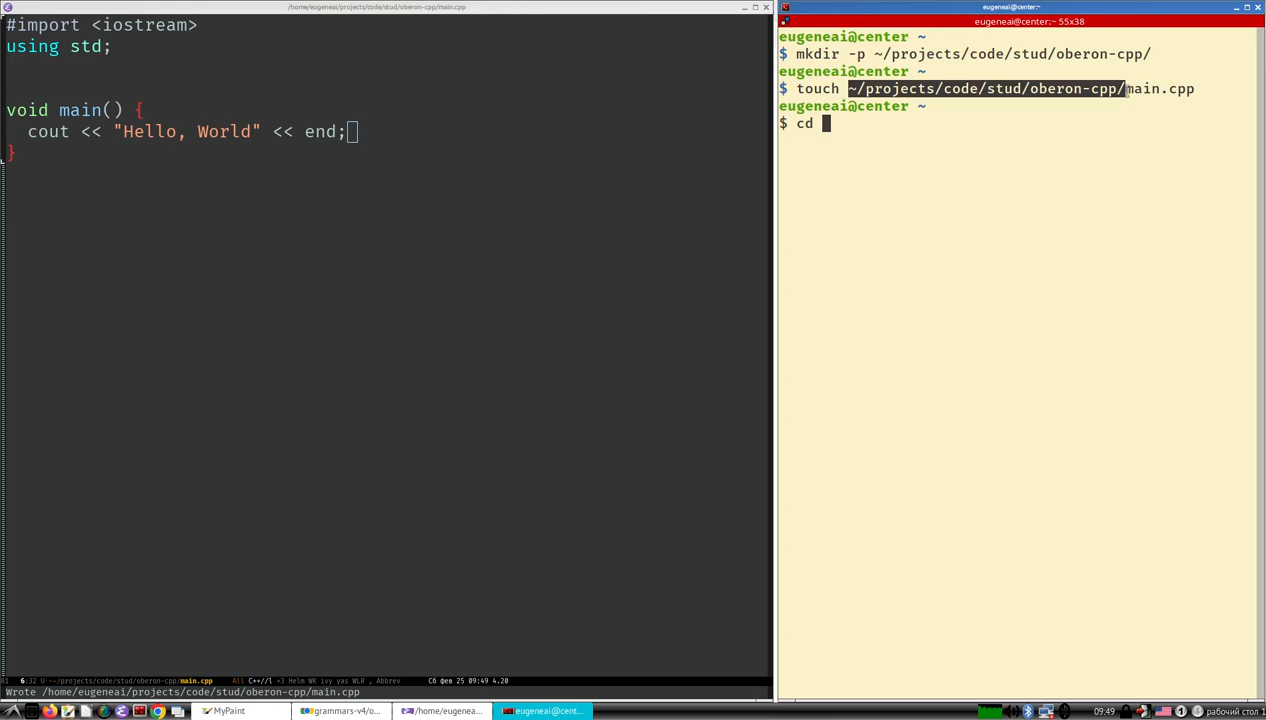 /home/eugeneai/projects/code/stud/oberon-cpp/main.cpp
#import <iostream>
using std;
void main() {
cout << "Hello, World" << end;
}
81 6:32 U ~~/projects/code/stud/oberon-cpp/main.cpp All C++//l +3 Helm WK ivy yas WLR , Abbrev Сб фев 25 09:49 4.20
Wrote /home/eugeneai/projects/code/stud/oberon-cpp/main.cpp
eugeneai@center:~
eugeneai@center:~ 55x38
eugeneai@center ~
$ mkdir -p ~/projects/code/stud/oberon-cpp/
eugeneai@center ~
$ touch ~/projects/code/stud/oberon-cpp/main.cpp
eugeneai@center ~
$ cd
MyPaint
grammars-v4/o...
/home/eugenea...
eugeneai@cent...
09:49
рабочий стол 1